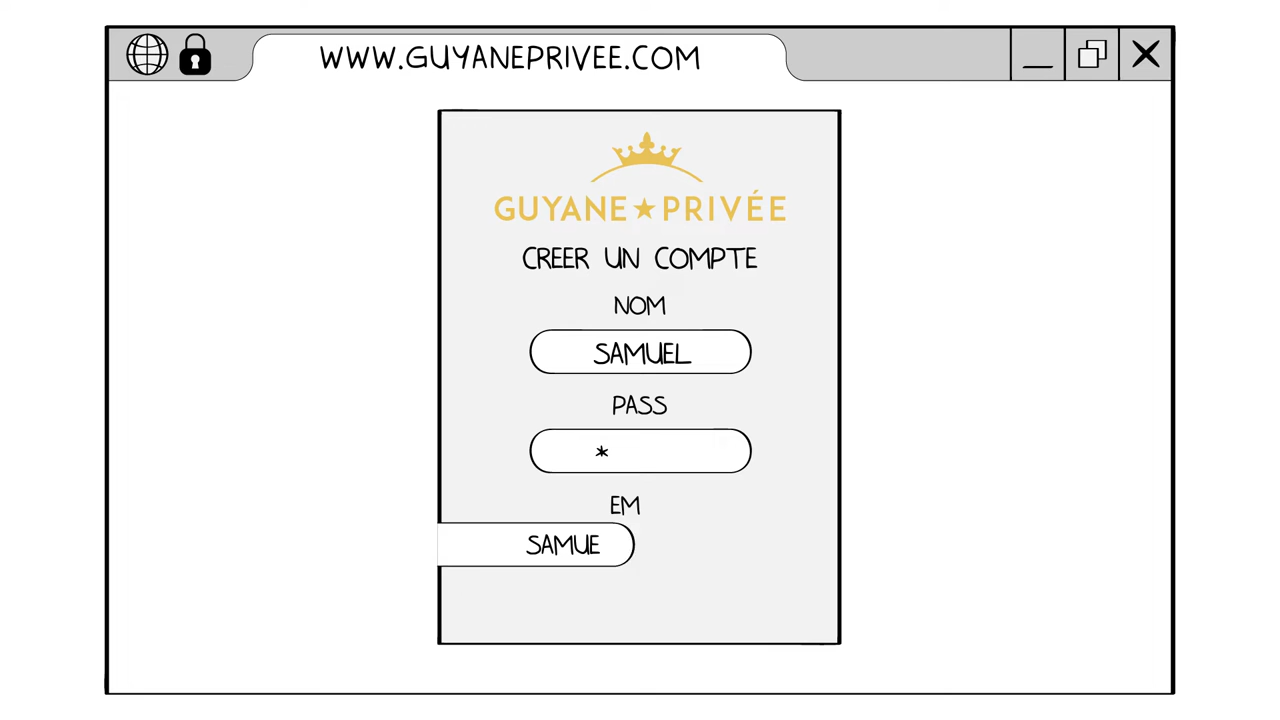 WWW.GUYANEPRIVEE.COM
GUYANE★PRIVÉE
CREER UN COMPTE
NOM
SAMUEL
PASS
*
EM
SAMUE